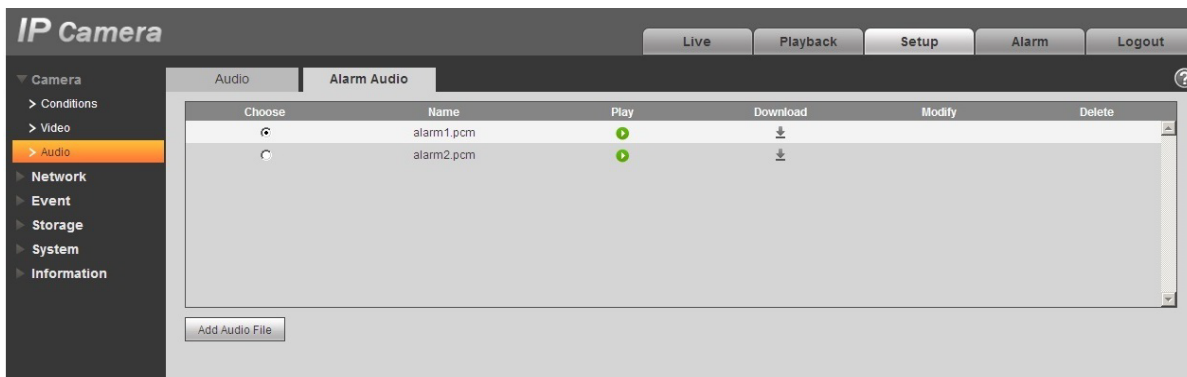 IP Camera
Live Playback Setup Alarm Logout
Camera
> Conditions
> Video
> Audio
Network
Event
Storage
System
Information
Audio Alarm Audio
?
Choose Name Play Download Modify Delete
alarm1.pcm
alarm2.pcm
Add Audio File